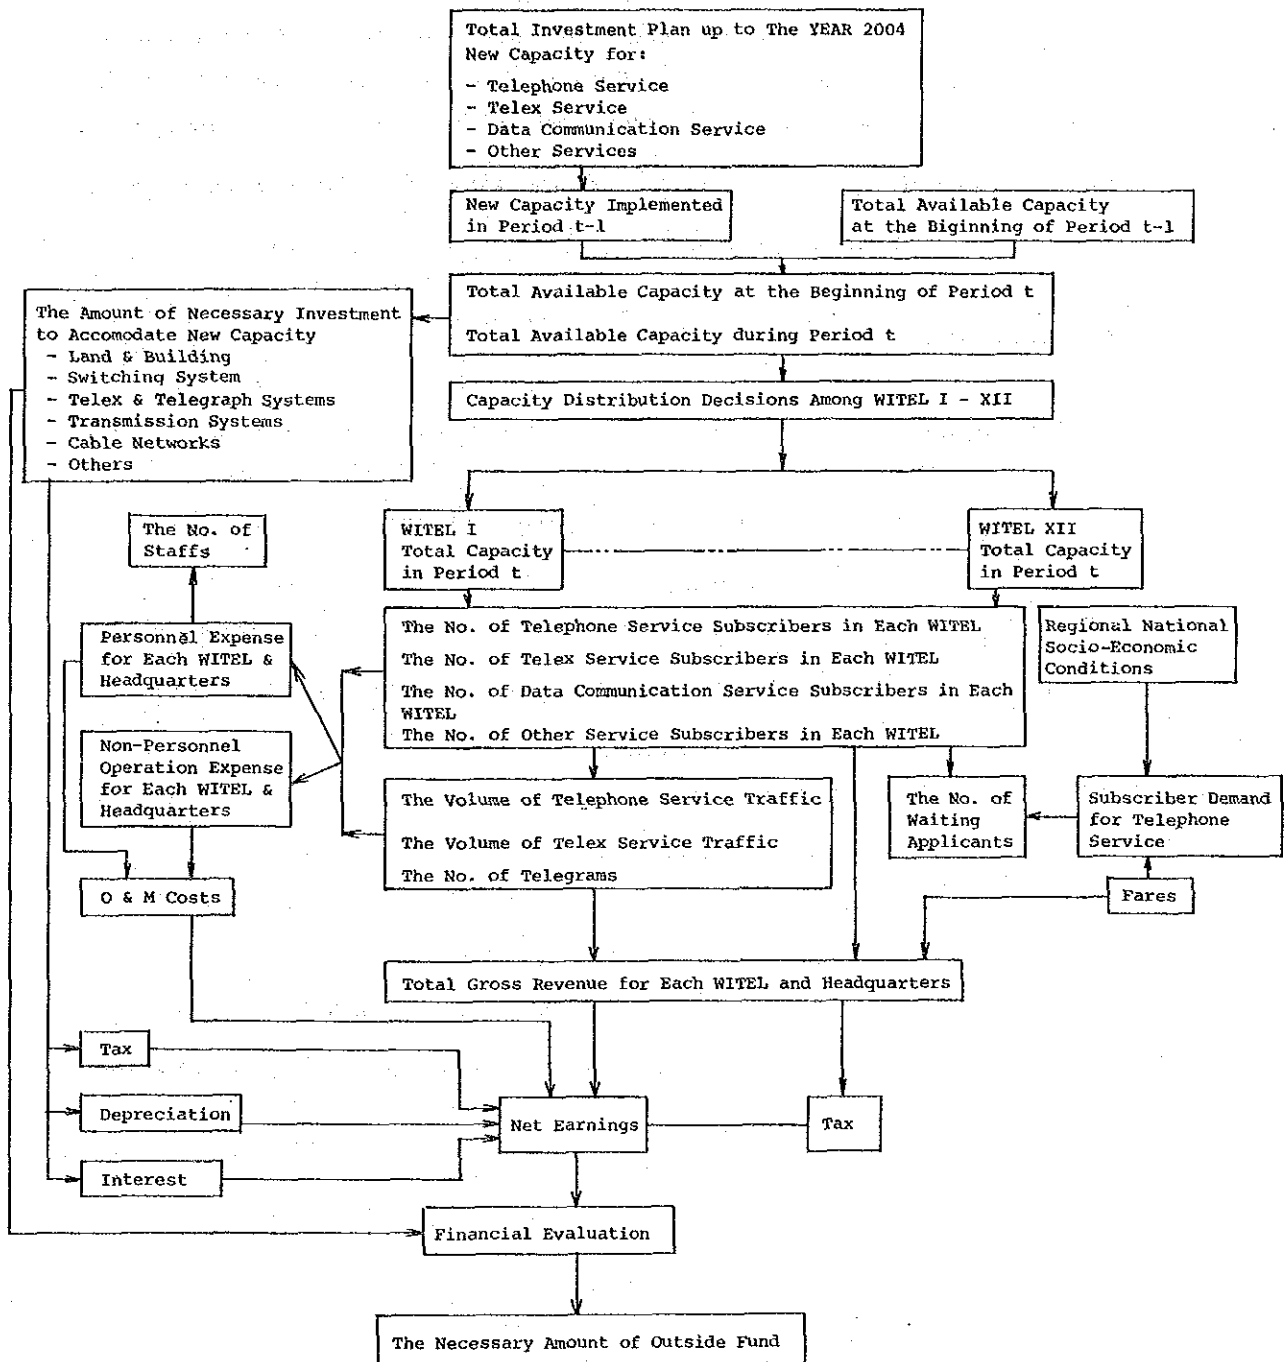 Total Investment Plan up to The YEAR 2004
New Capacity for:
- Telephone Service
- Telex Service
- Data Communication Service
- Other Services
New Capacity Implemented
in Period t-1
Total Available Capacity
at the Biginning of Period t-1
Total Available Capacity at the Beginning of Period t
Total Available Capacity during Period t
The Amount of Necessary Investment
to Accomodate New Capacity
- Land & Building
- Switching System
- Telex & Telegraph Systems
- Transmission Systems
- Cable Networks
- Others
Capacity Distribution Decisions Among WITEL I - XII
The No. of
Staffs
WITEL I
Total Capacity
in Period t
WITEL XII
Total Capacity
in Period t
Personnal Expense
for Each WITEL &
Headquarters
The No. of Telephone Service Subscribers in Each WITEL
The No. of Telex Service Subscribers in Each WITEL
The No. of Data Communication Service Subscribers in Each
WITEL
The No. of Other Service Subscribers in Each WITEL
Regional National
Socio-Economic
Conditions
Non-Personnel
Operation Expense
for Each WITEL &
Headquarters
The Volume of Telephone Service Traffic
The Volume of Telex Service Traffic
The No. of Telegrams
The No. of
Waiting
Applicants
Subscriber Demand
for Telephone
Service
O & M Costs
Fares
Total Gross Revenue for Each WITEL and Headquarters
Tax
Depreciation
Interest
Net Earnings
Tax
Financial Evaluation
The Necessary Amount of Outside Fund